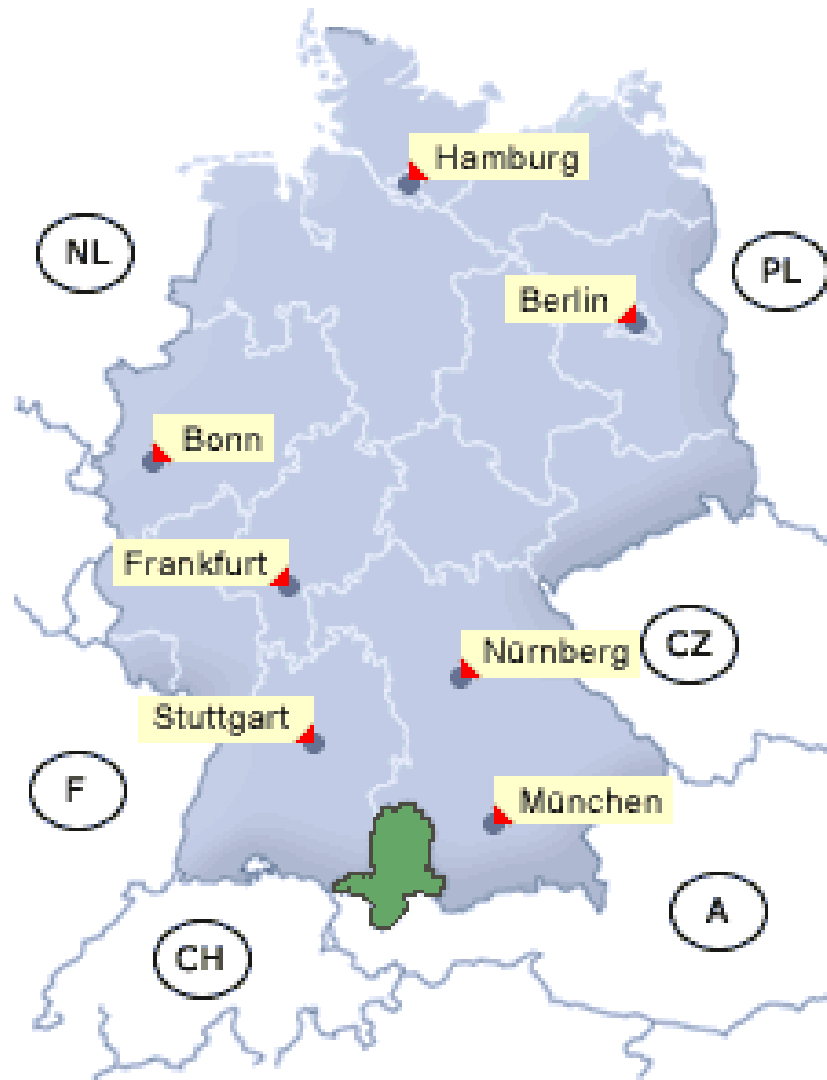 Hamburg
NL
PL
Berlin
Bonn
Frankfurt
CZ
Nürnberg
Stuttgart
F
München
A
CH